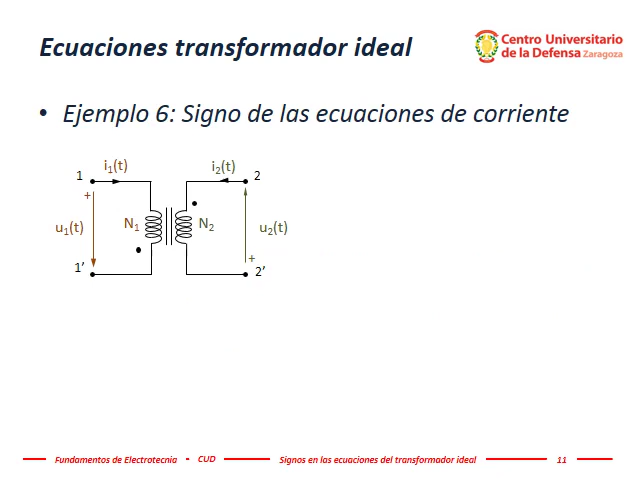 Ecuaciones transformador ideal
Centro Universitario
de la Defensa Zaragoza
• Ejemplo 6: Signo de las ecuaciones de corriente
i1(t)
i2(t)
1
2
+
u1(t)
N1
N2
u2(t)
+
1’
2’
Fundamentos de Electrotecnia - CUD
Signos en las ecuaciones del transformador ideal
11